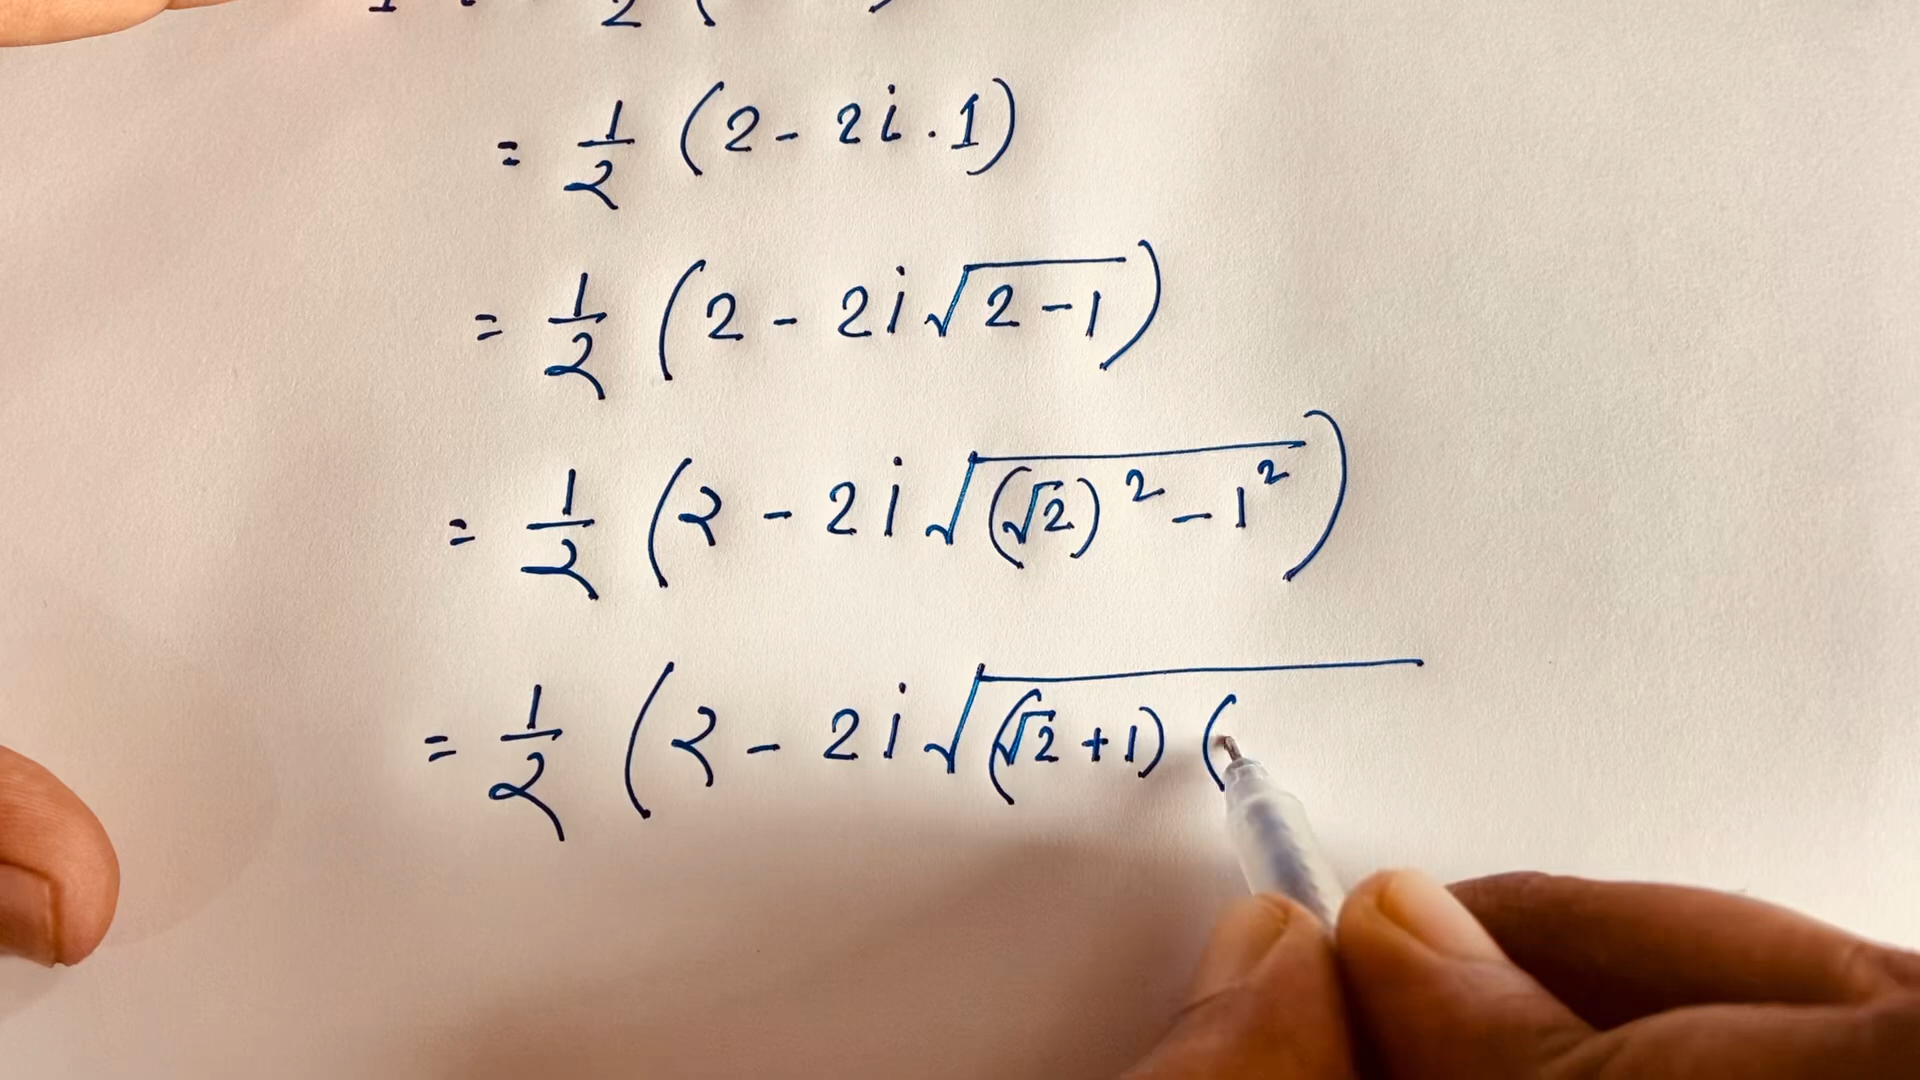 = 1/2 (2 - 2i . 1)
= 1/2 (2 - 2i√(2 - 1))
= 1/2 (2 - 2i√((√2)² - 1²))
= 1/2 (2 - 2i√((√2 + 1) (